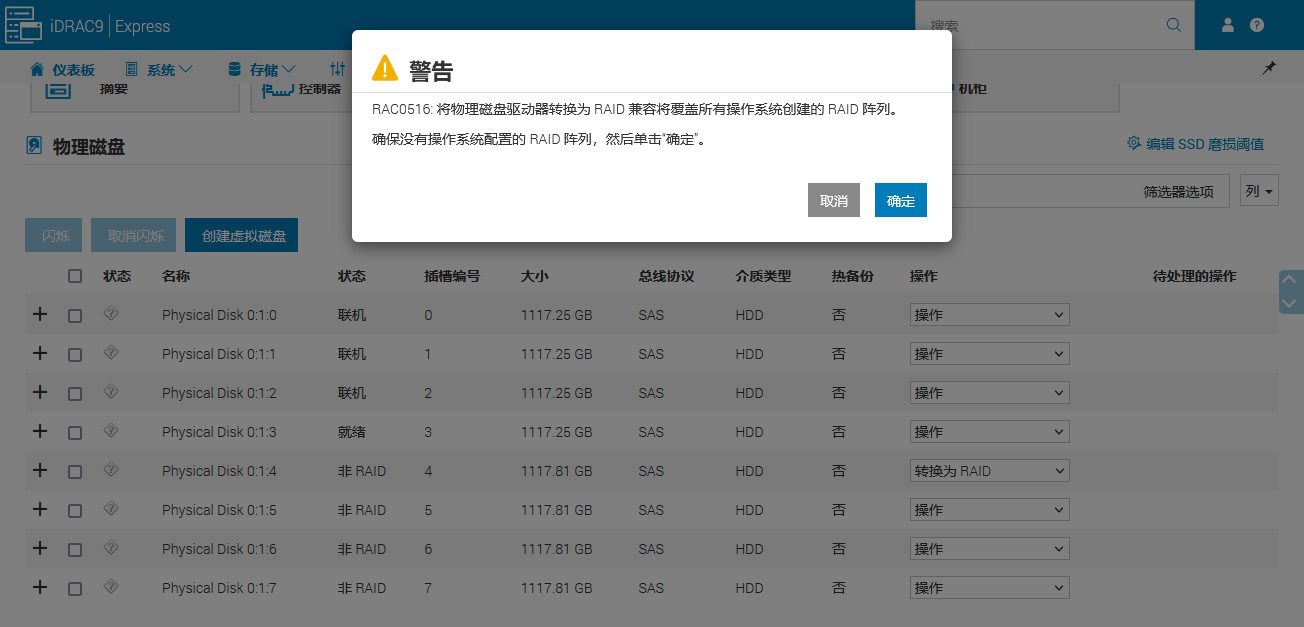 iDRAC9 | Express
搜索
仪表板 系统 存储
摘要 控制器 机柜
警告
RAC0516: 将物理磁盘驱动器转换为 RAID 兼容将覆盖所有操作系统创建的 RAID 阵列。
确保没有操作系统配置的 RAID 阵列，然后单击“确定”。
取消 确定
物理磁盘 编辑 SSD 磨损阈值
筛选器选项 列
闪烁 取消闪烁 创建虚拟磁盘
状态 名称 状态 插槽编号 大小 总线协议 介质类型 热备份 操作 待处理的操作
Physical Disk 0:1:0 联机 0 1117.25 GB SAS HDD 否 操作
Physical Disk 0:1:1 联机 1 1117.25 GB SAS HDD 否 操作
Physical Disk 0:1:2 联机 2 1117.25 GB SAS HDD 否 操作
Physical Disk 0:1:3 就绪 3 1117.25 GB SAS HDD 否 操作
Physical Disk 0:1:4 非 RAID 4 1117.81 GB SAS HDD 否 转换为 RAID
Physical Disk 0:1:5 非 RAID 5 1117.81 GB SAS HDD 否 操作
Physical Disk 0:1:6 非 RAID 6 1117.81 GB SAS HDD 否 操作
Physical Disk 0:1:7 非 RAID 7 1117.81 GB SAS HDD 否 操作